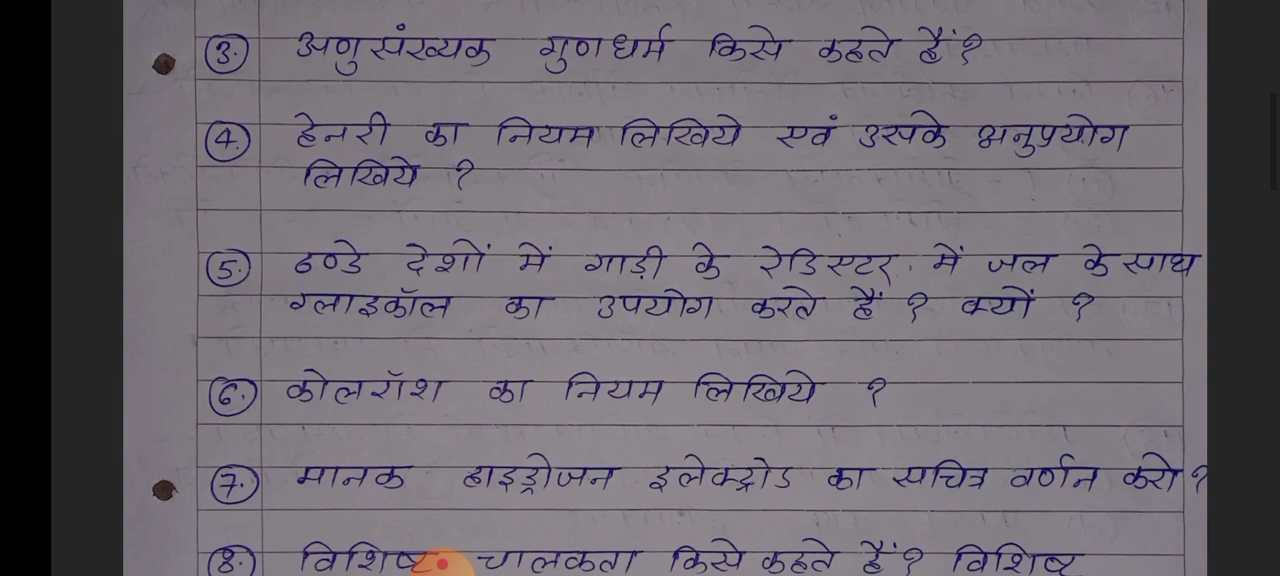 3. अणुसंख्यक गुणधर्म किसे कहते हैं?
4. हेनरी का नियम लिखिये एवं उसके अनुप्रयोग
लिखिये ?
5. ठण्डे देशों में गाड़ी के रेडिस्टर में जल के साथ
ग्लाइकॉल का उपयोग करते हैं ? क्यों ?
6. कोलरॉश का नियम लिखिये ?
7. मानक हाइड्रोजन इलेक्ट्रोड का सचित्र वर्णन करो ?
8. विशिष्ट चालकता किसे कहते हैं? विशिष्ट